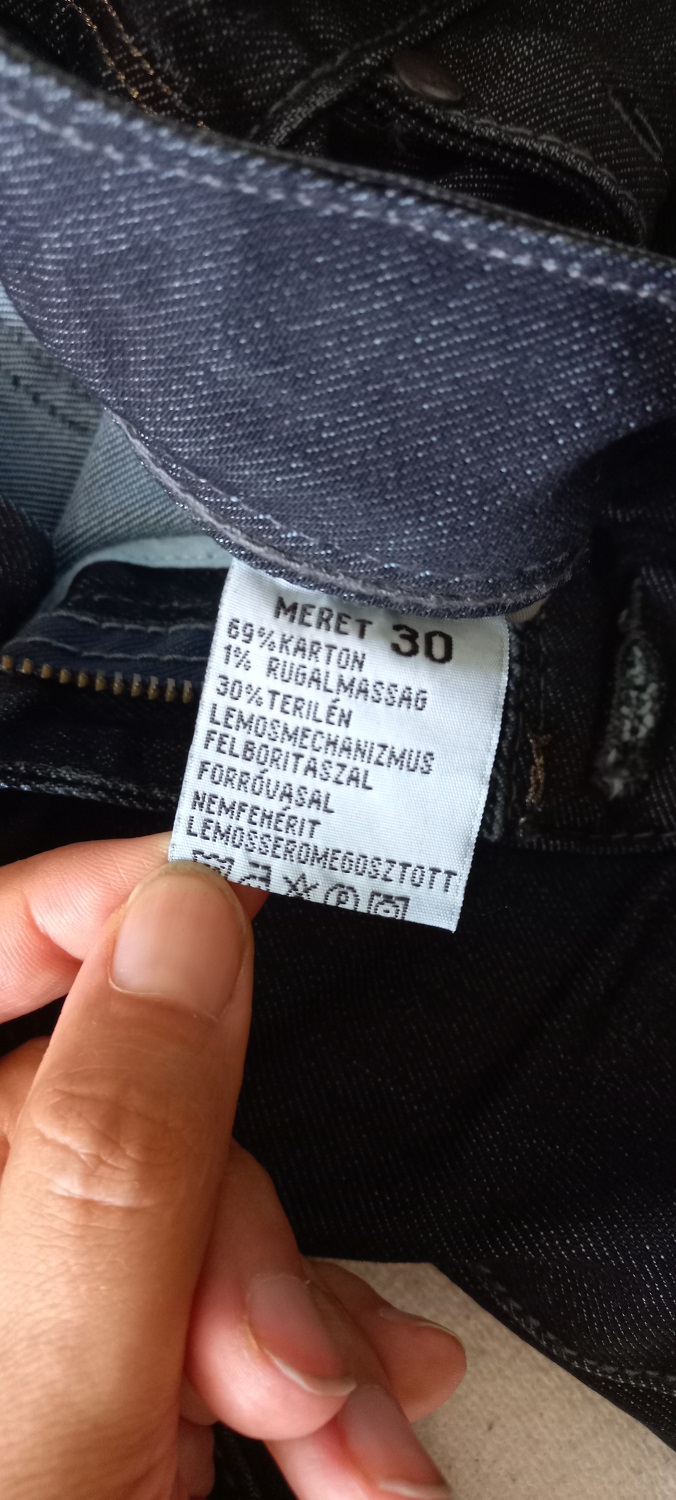 MERET 30
69%KARTON
1% RUGALMASSAG
30%TERILÉN
LEMOSMECHANIZMUS
FELBORITASZAL
FORRÓVASAL
NEMFEHÉRIT
LEMOSSEROMEGOSZTOTT
P